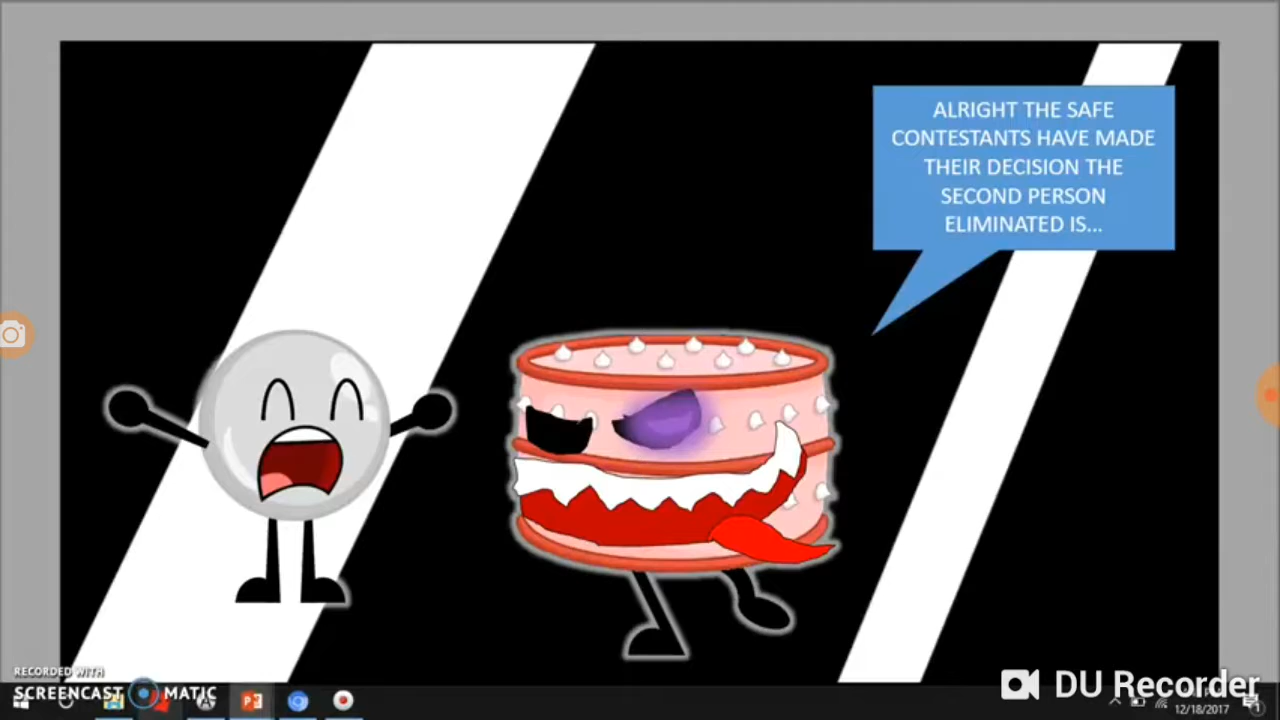 ALRIGHT THE SAFE
CONTESTANTS HAVE MADE
THEIR DECISION THE
SECOND PERSON
ELIMINATED IS...
RECORDED WITH
SCREENCAST MATIC
DU Recorder
12/18/2017